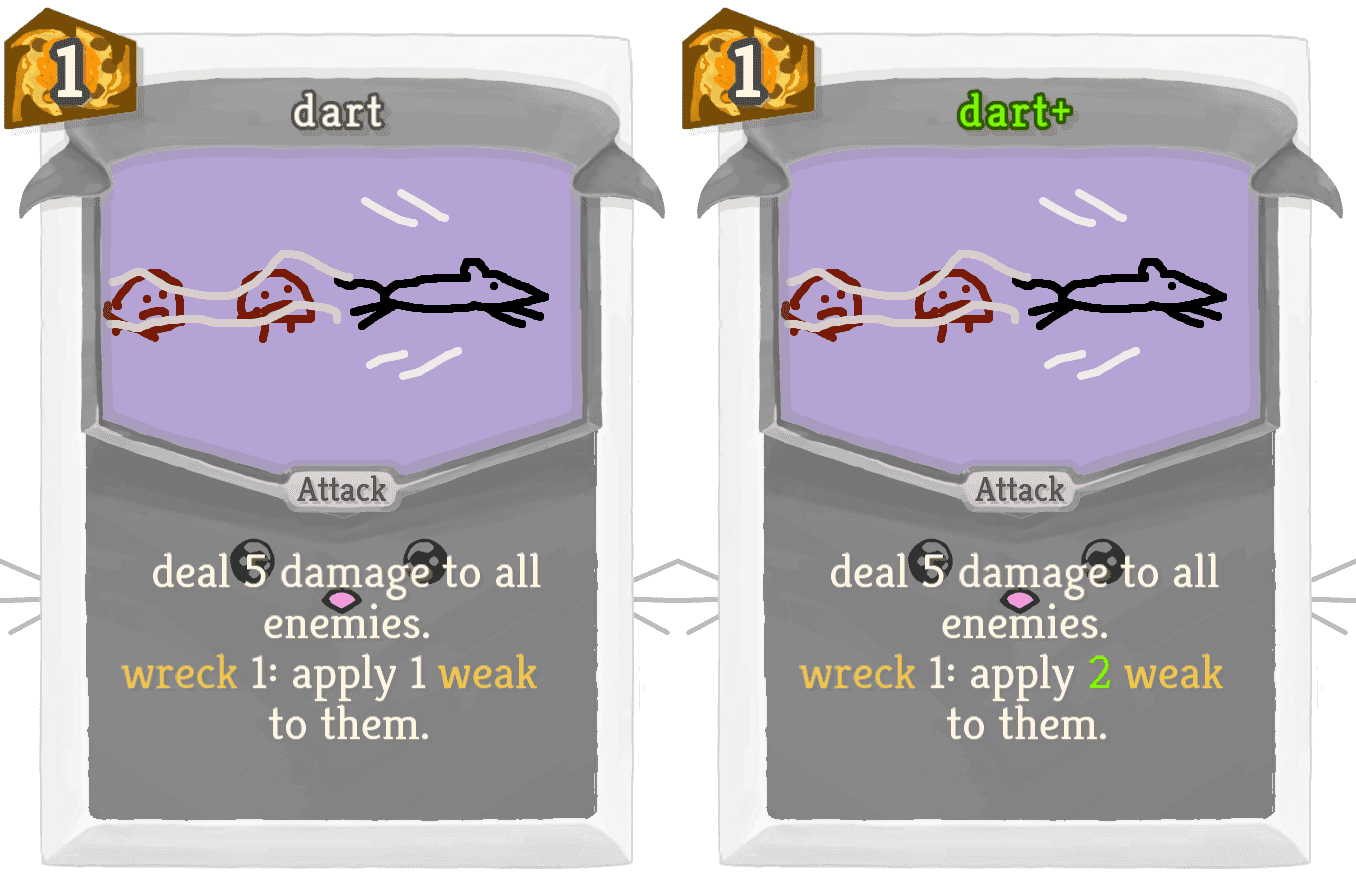 1
dart
Attack
deal 5 damage to all
enemies.
wreck 1: apply 1 weak
to them.
1
dart+
Attack
deal 5 damage to all
enemies.
wreck 1: apply 2 weak
to them.